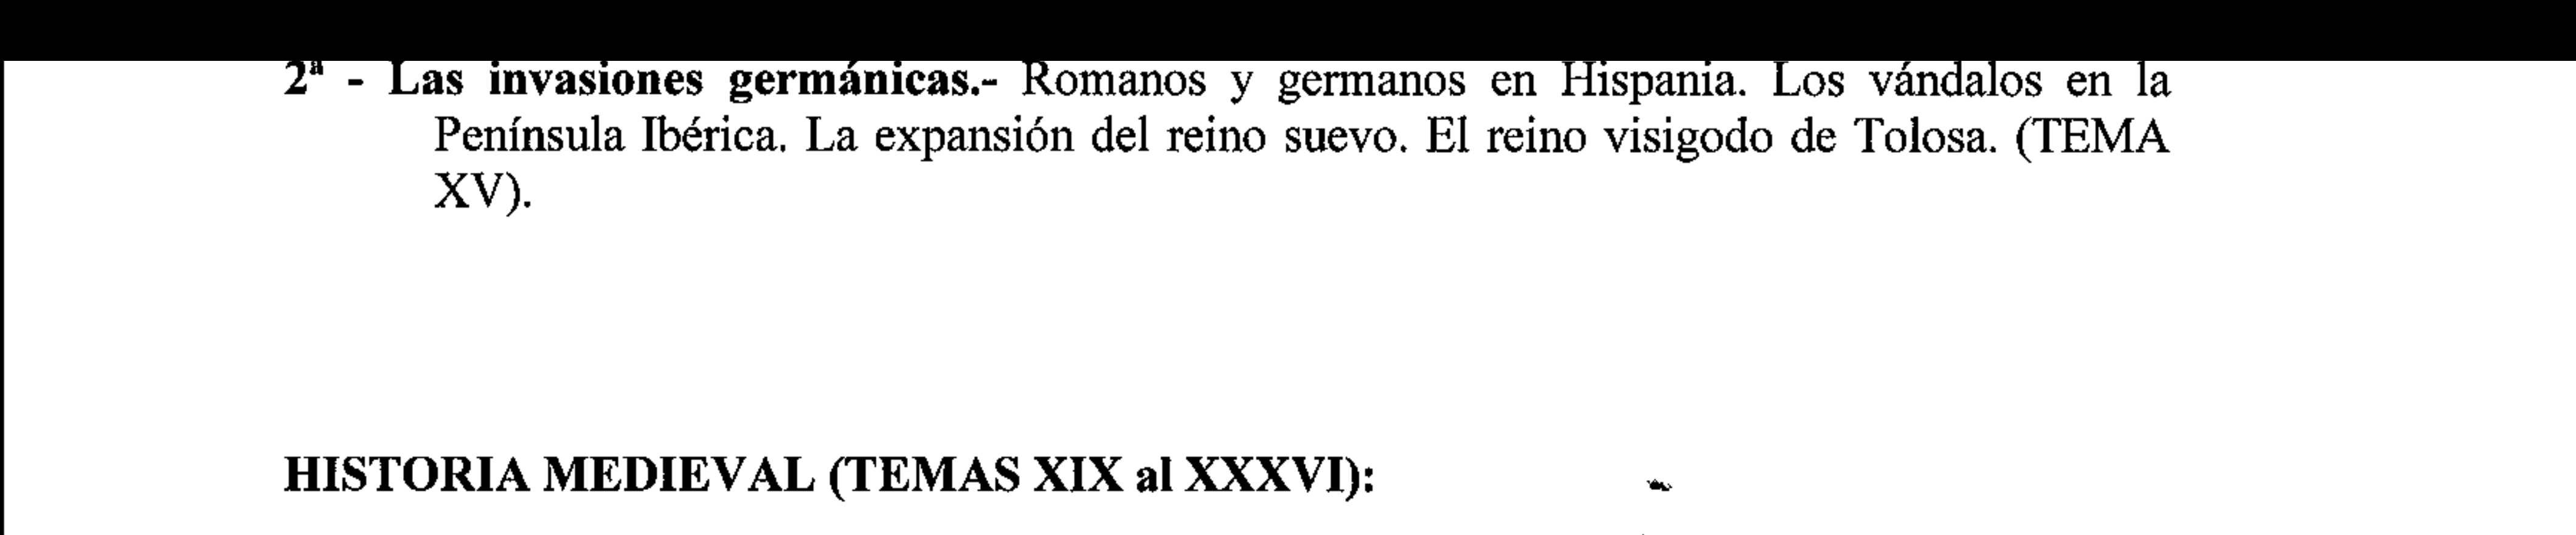 2ª - Las invasiones germánicas.- Romanos y germanos en Hispania. Los vándalos en la
Península Ibérica. La expansión del reino suevo. El reino visigodo de Tolosa. (TEMA
XV).
HISTORIA MEDIEVAL (TEMAS XIX al XXXVI):